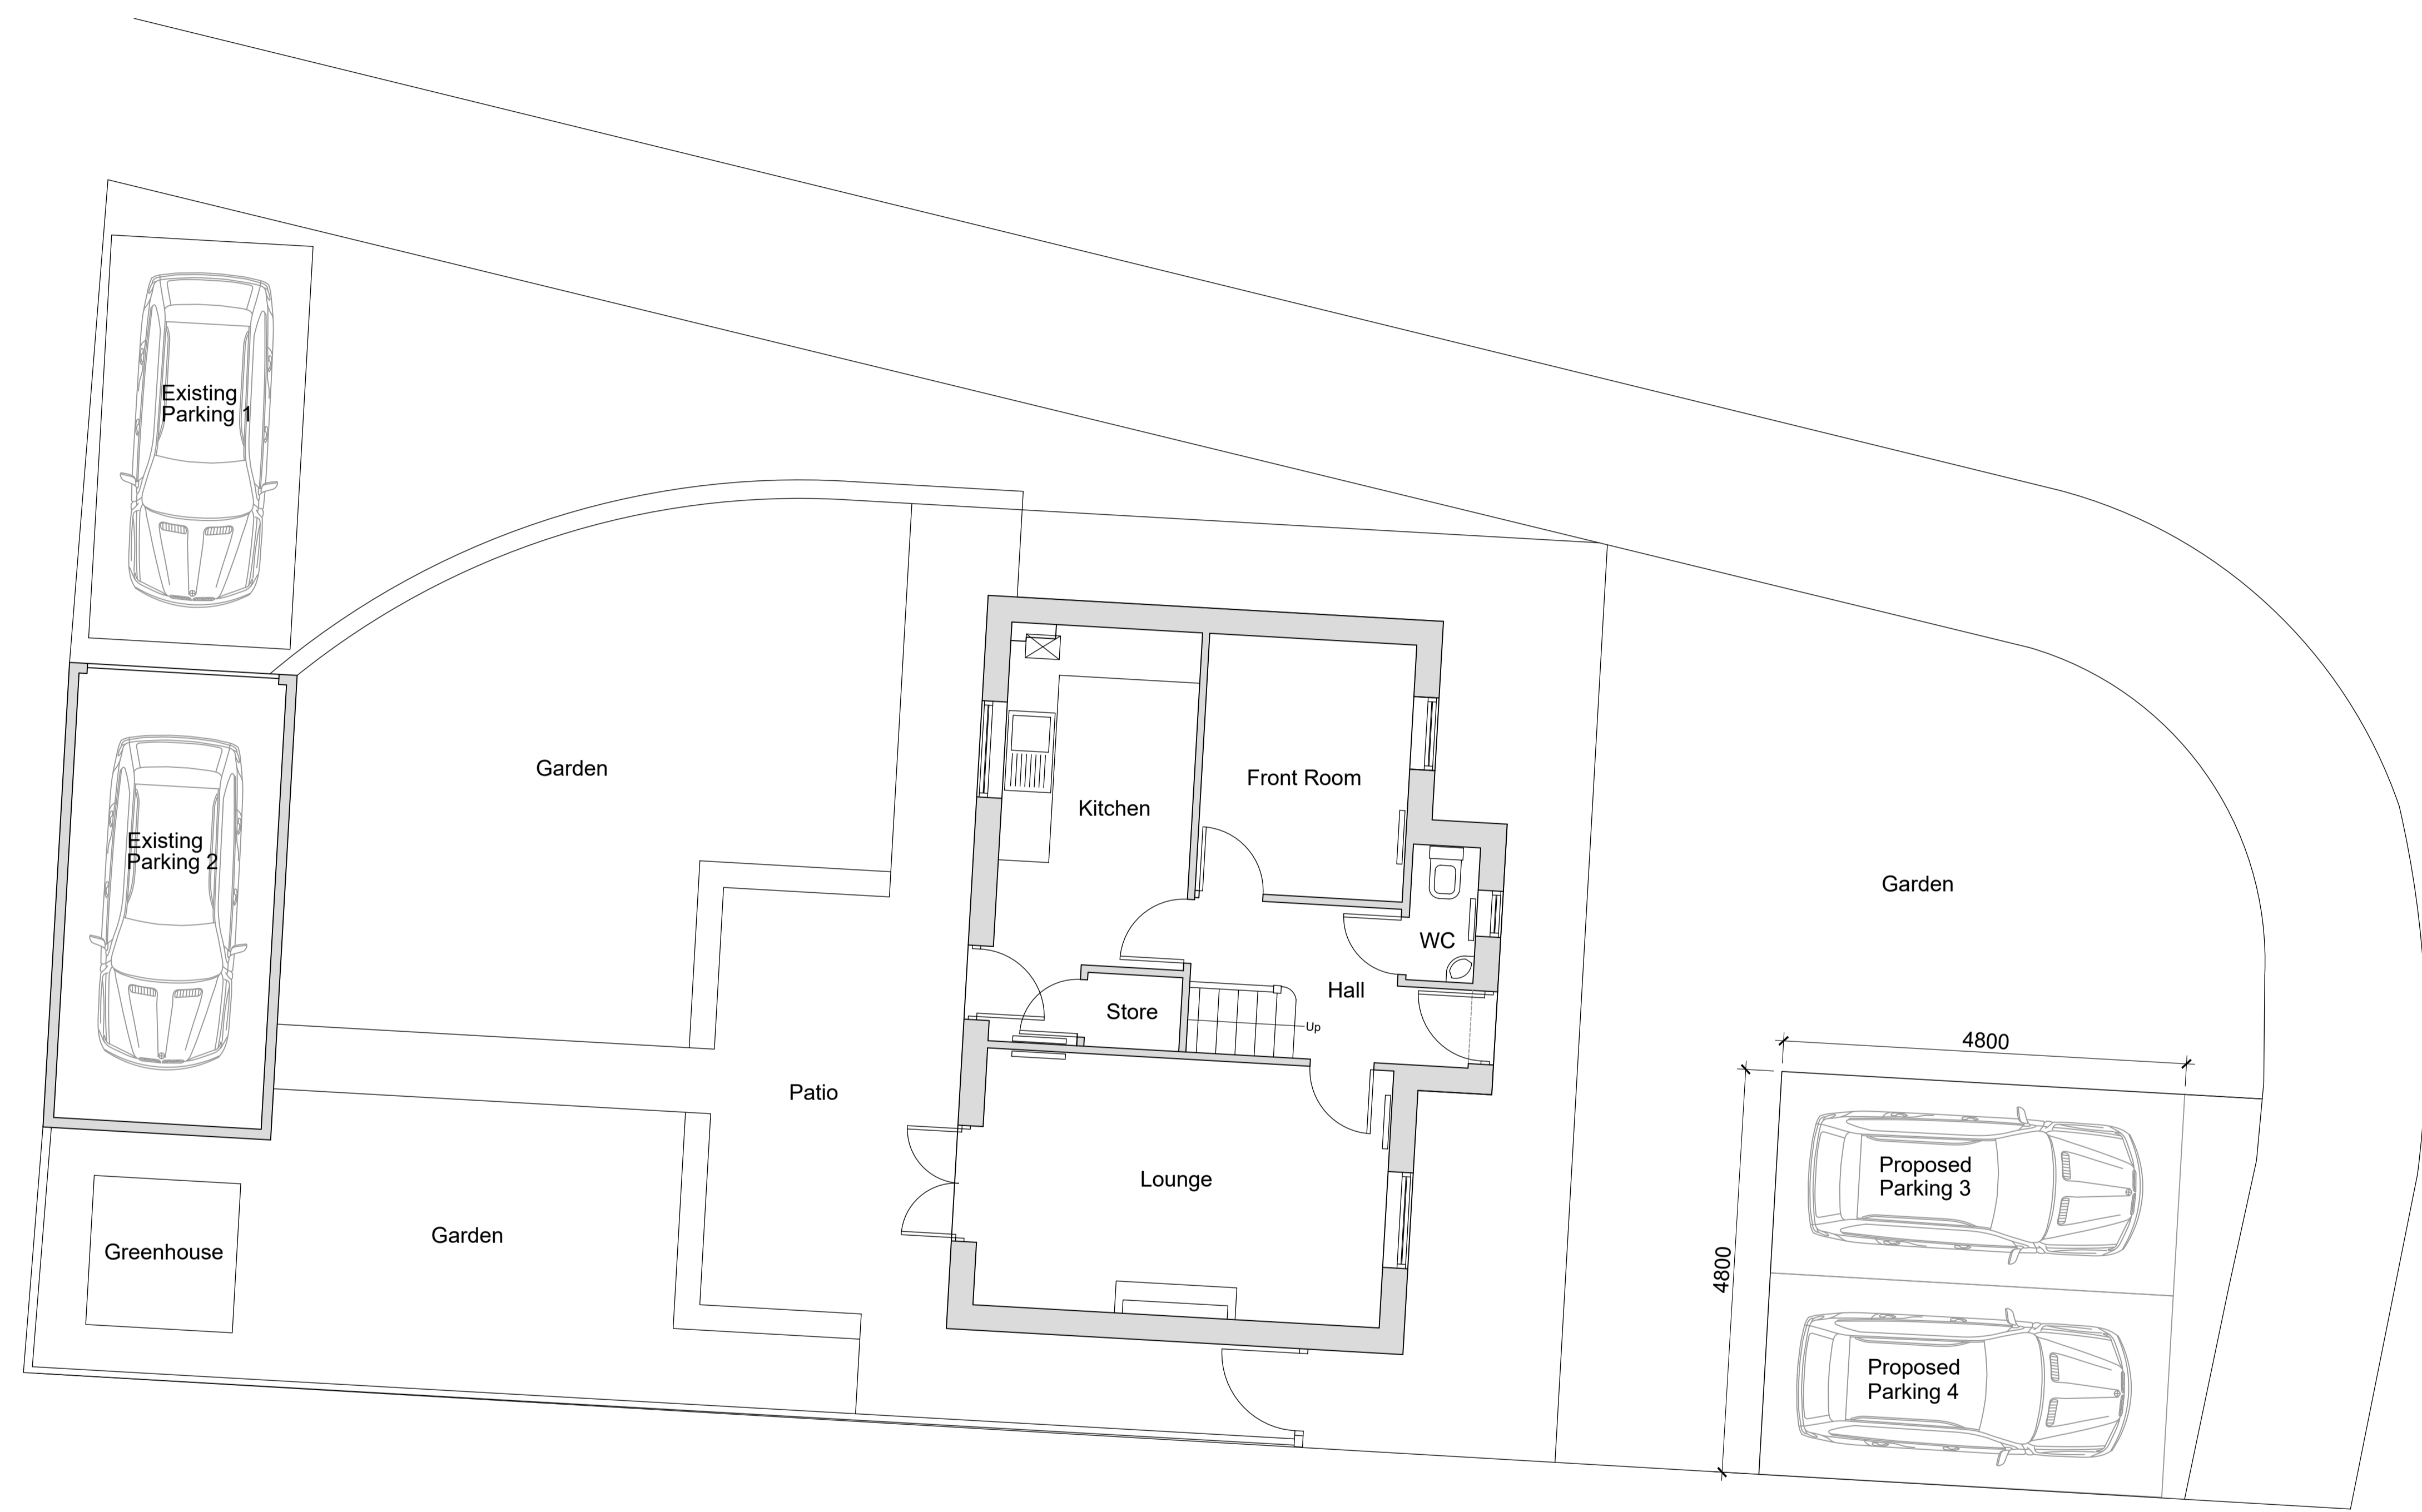 Existing
Parking 1
Existing
Parking 2
Garden
Kitchen
Front Room
WC
Hall
Store
Up
Patio
Lounge
Garden
Greenhouse
Garden
4800
4800
Proposed
Parking 3
Proposed
Parking 4